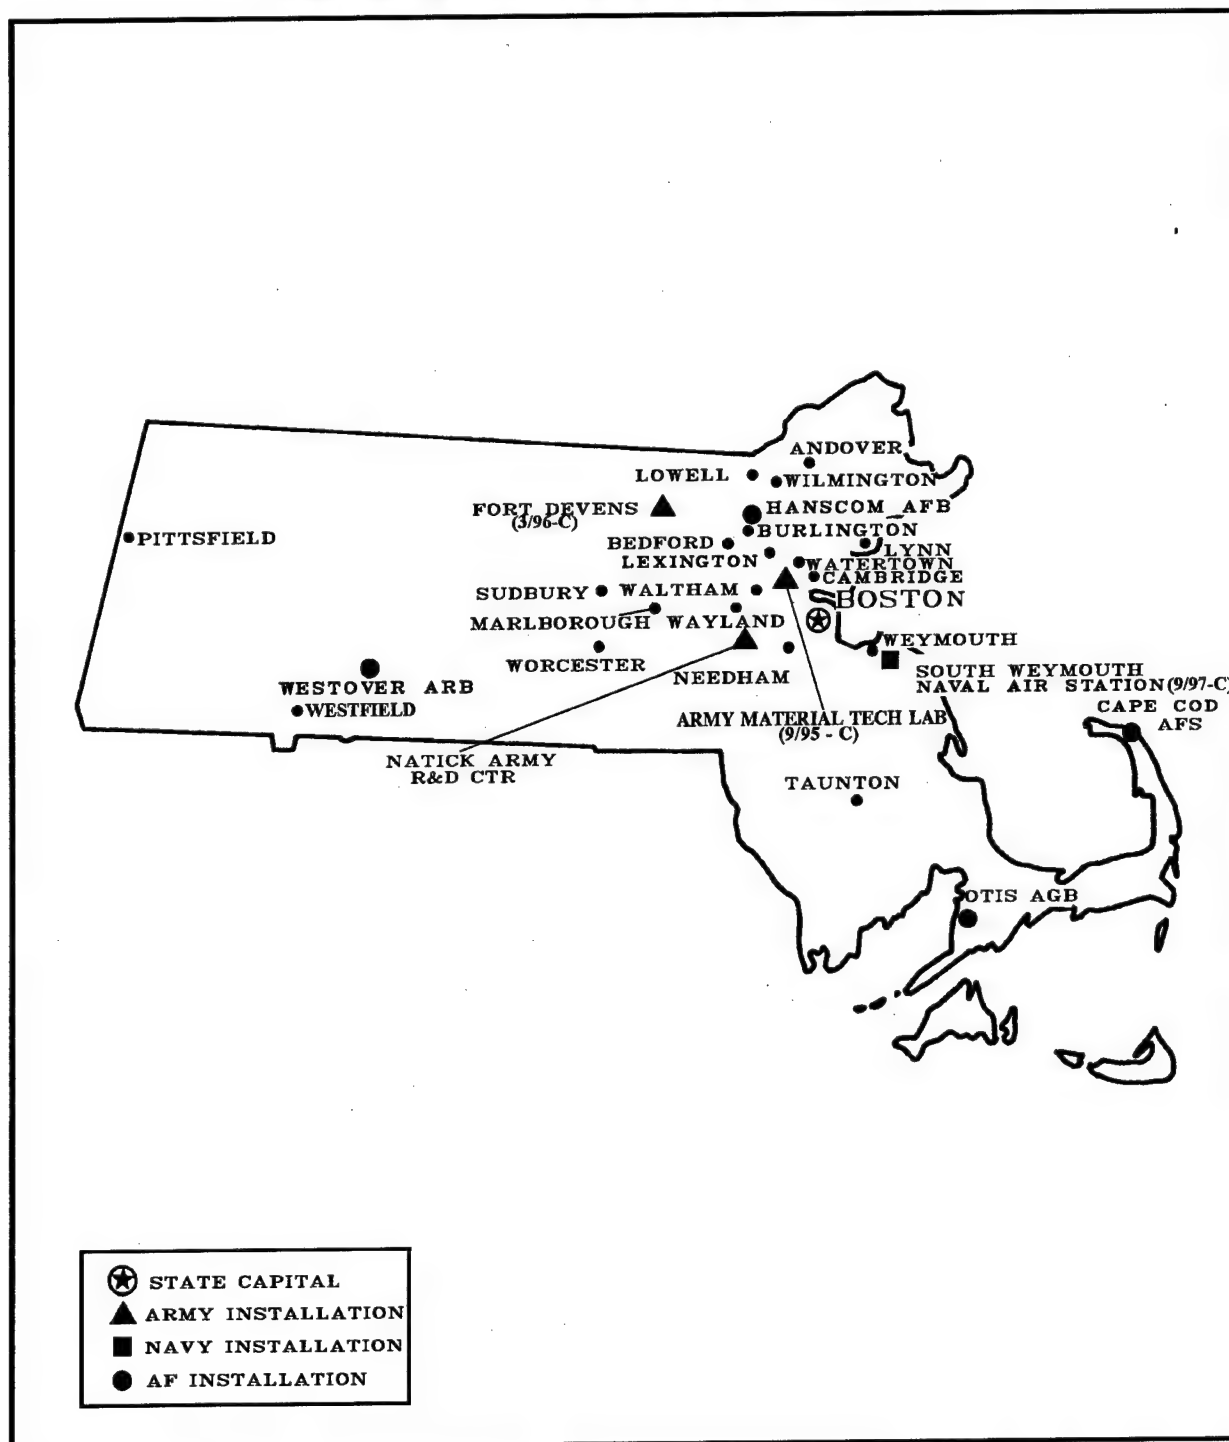 ANDOVER
LOWELL
WILMINGTON
FORT DEVENS
(3/96-C)
HANSCOM AFB
BURLINGTON
PITTSFIELD
BEDFORD
LYNN
LEXINGTON
WATERTOWN
CAMBRIDGE
SUDBURY
WALTHAM
BOSTON
MARLBOROUGH
WAYLAND
WEYMOUTH
WORCESTER
NEEDHAM
SOUTH WEYMOUTH
NAVAL AIR STATION (9/97-C)
WESTOVER ARB
WESTFIELD
ARMY MATERIAL TECH LAB
(9/95 - C)
CAPE COD
AFS
NATICK ARMY
R&D CTR
TAUNTON
OTIS AGB
STATE CAPITAL
ARMY INSTALLATION
NAVY INSTALLATION
AF INSTALLATION